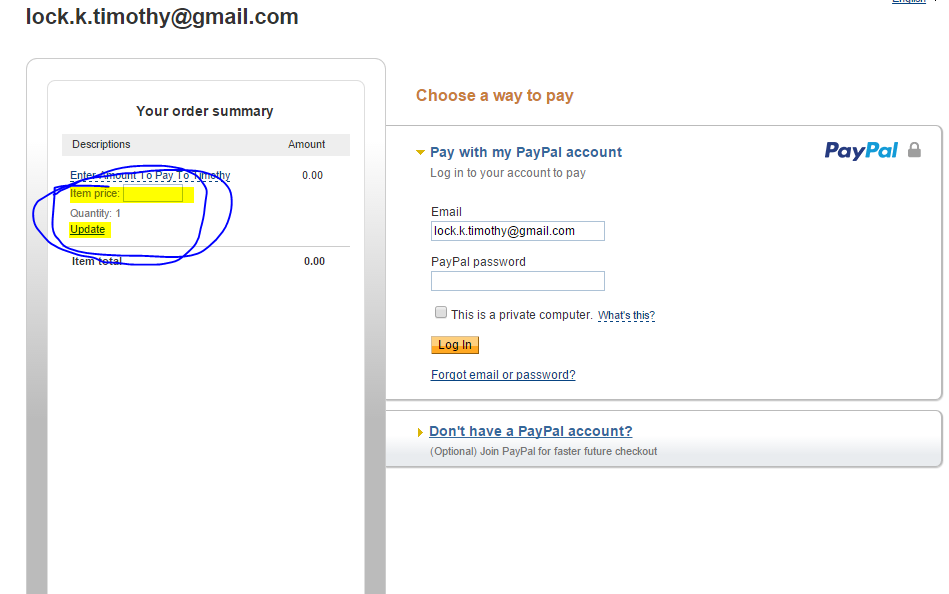 English
lock.k.timothy@gmail.com
Your order summary
Descriptions Amount
Enter Amount To Pay To Timothy 0.00
Item price:
Quantity: 1
Update
Item total 0.00
Choose a way to pay
Pay with my PayPal account
PayPal
Log in to your account to pay
Email
lock.k.timothy@gmail.com
PayPal password
This is a private computer. What's this?
Log In
Forgot email or password?
Don't have a PayPal account?
(Optional) Join PayPal for faster future checkout